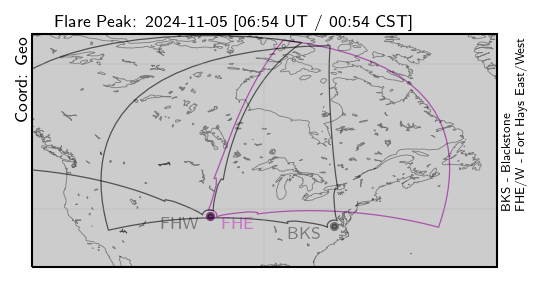 Flare Peak: 2024-11-05 [06:54 UT / 00:54 CST]
Coord: Geo
FHW
FHE
BKS
BKS - Blackstone
FHE/W - Fort Hays East/West